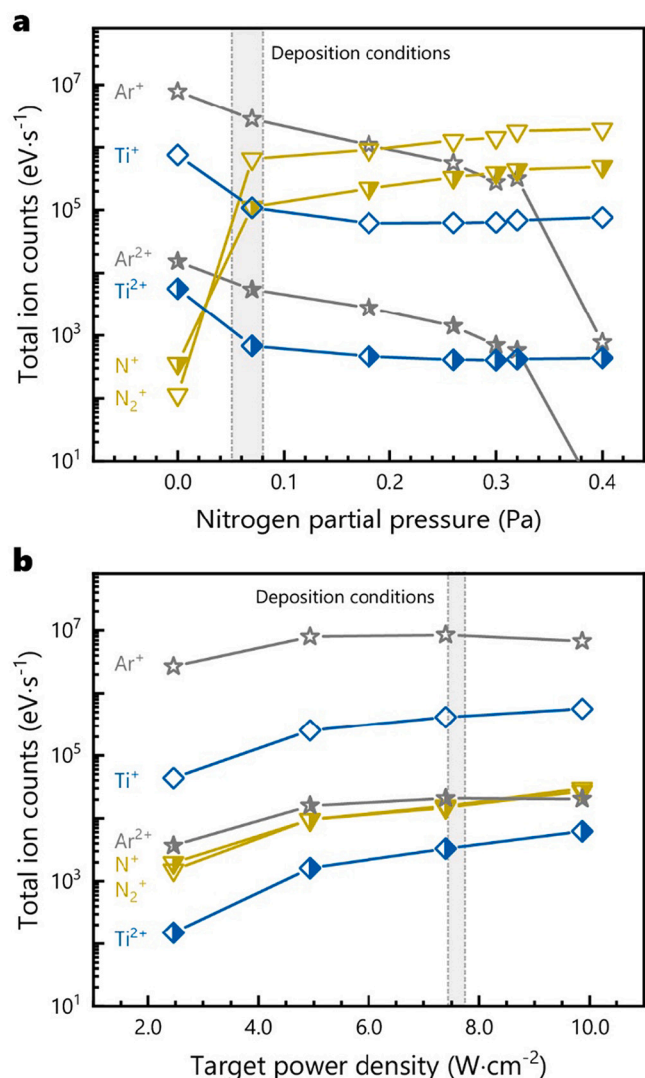 a
Deposition conditions
Total ion counts (eV·s⁻¹)
10⁷
10⁵
10³
10¹
Ar⁺
Ti⁺
Ar²⁺
Ti²⁺
N⁺
N₂⁺
0.0 0.1 0.2 0.3 0.4
Nitrogen partial pressure (Pa)
b
Deposition conditions
Total ion counts (eV·s⁻¹)
10⁷
10⁵
10³
10¹
Ar⁺
Ti⁺
Ar²⁺
N⁺
N₂⁺
Ti²⁺
2.0 4.0 6.0 8.0 10.0
Target power density (W·cm⁻²)